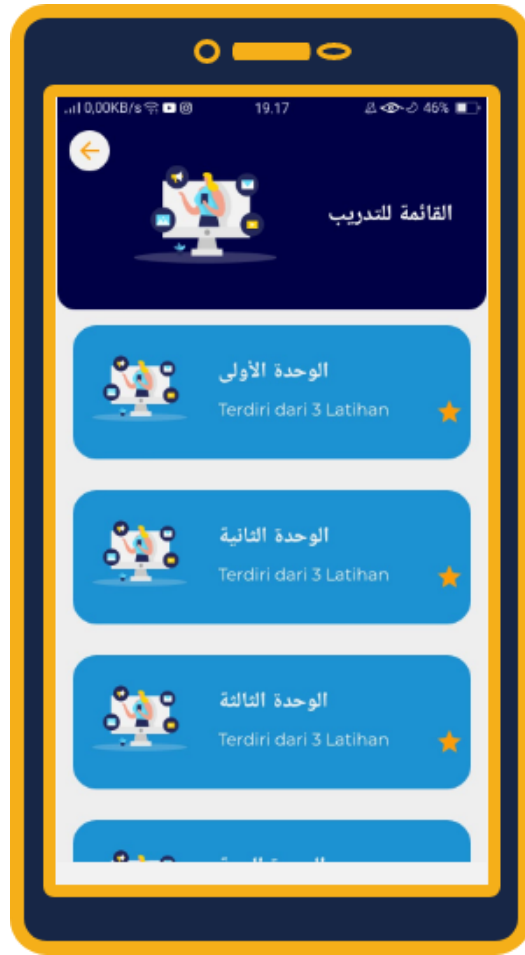 0,00KB/s
19.17
46%
القائمة للتدريب
الوحدة الأولى
Terdiri dari 3 Latihan
الوحدة الثانية
Terdiri dari 3 Latihan
الوحدة الثالثة
Terdiri dari 3 Latihan